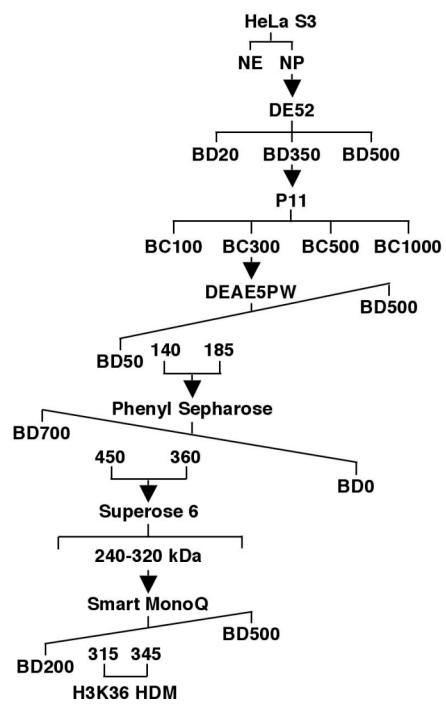 HeLa S3
NE NP
DE52
BD20 BD350 BD500
P11
BC100 BC300 BC500 BC1000
DEAE5PW
BD500
BD50 140 185
Phenyl Sepharose
BD700
450 360
BD0
Superose 6
240-320 kDa
Smart MonoQ
BD500
BD200 315 345
H3K36 HDM